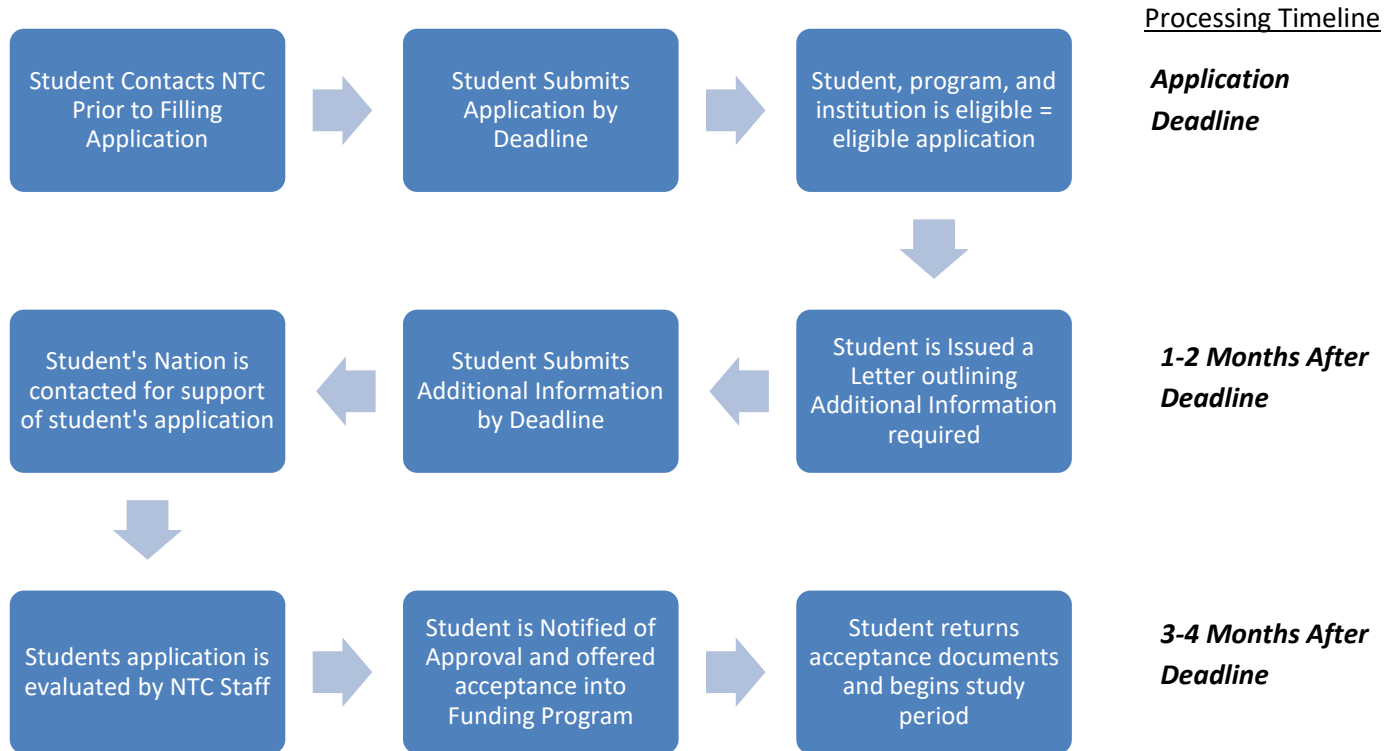 Processing Timeline
Student Contacts NTC
Prior to Filling
Application
Student Submits
Application by
Deadline
Student, program, and
institution is eligible =
eligible application
Application
Deadline
Student's Nation is
contacted for support
of student's application
Student Submits
Additional Information
by Deadline
Student is Issued a
Letter outlining
Additional Information
required
1-2 Months After
Deadline
Students application is
evaluated by NTC Staff
Student is Notified of
Approval and offered
acceptance into
Funding Program
Student returns
acceptance documents
and begins study
period
3-4 Months After
Deadline